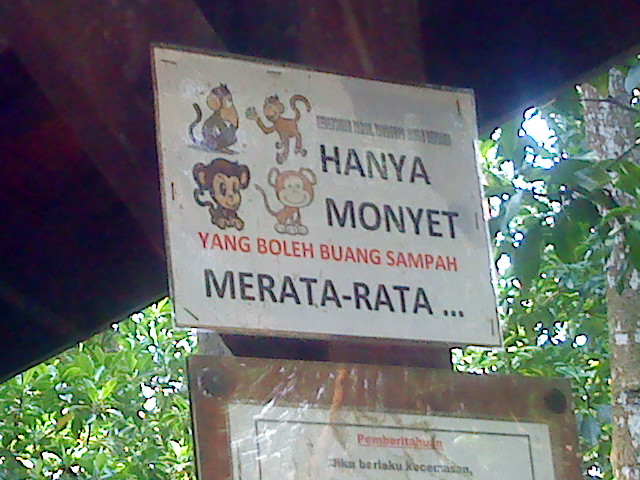 HANYA
MONYET
YANG BOLEH BUANG SAMPAH
MERATA-RATA ...
Pemberitahuan
Jika berlaku kecemasan,